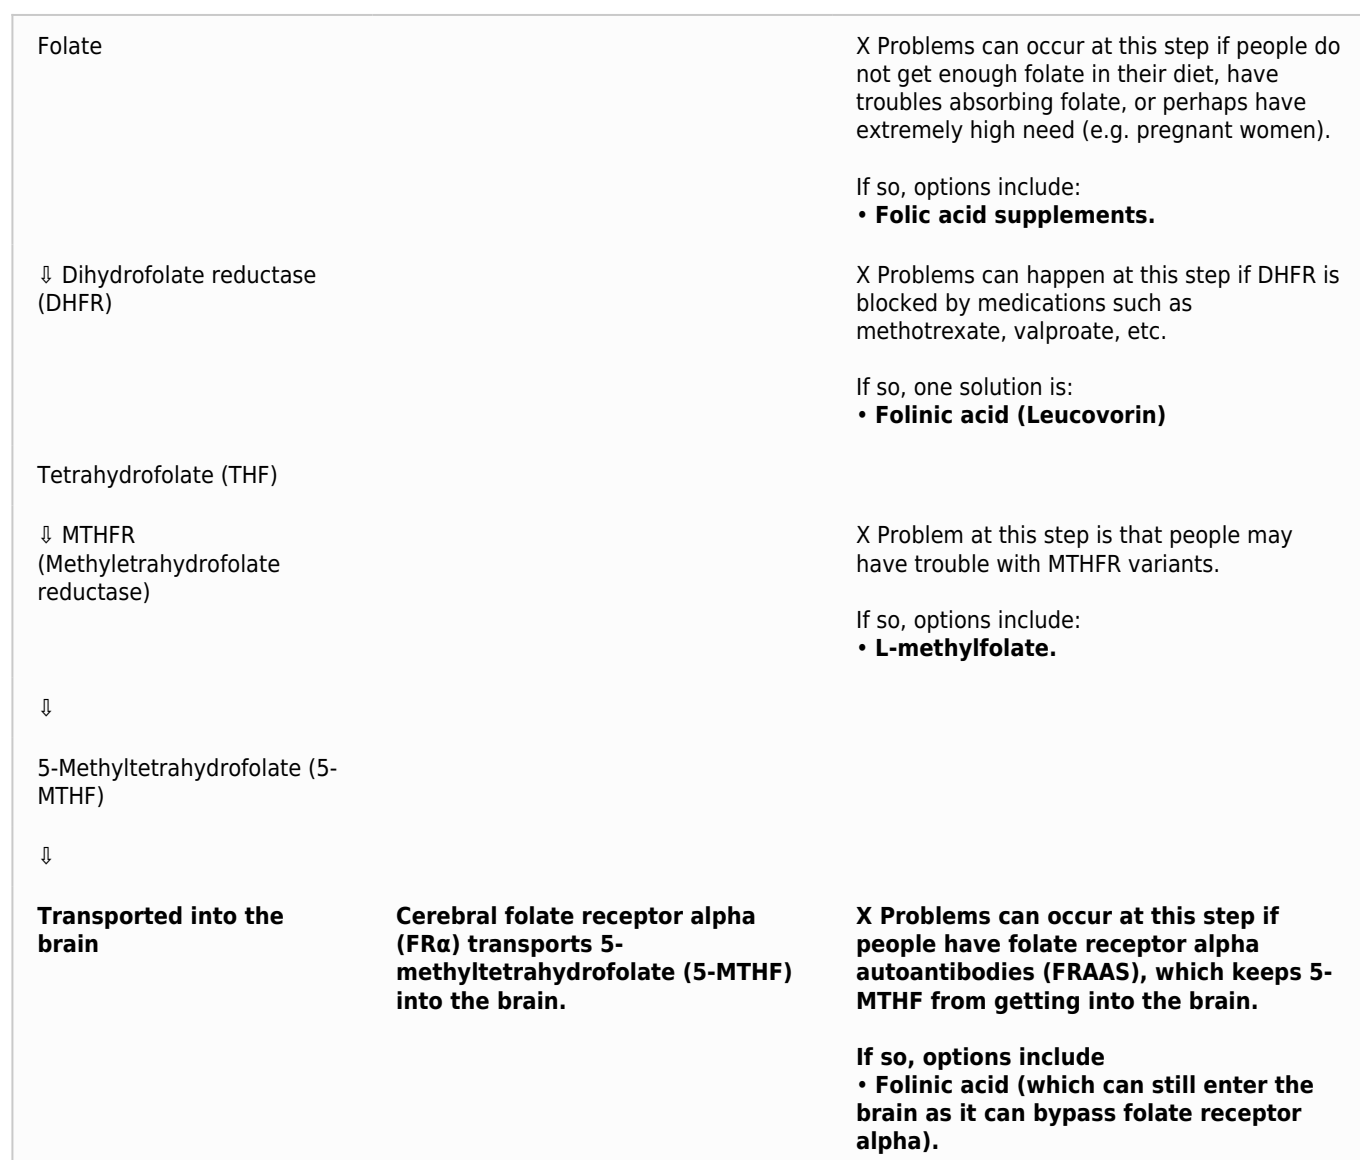 Folate
X Problems can occur at this step if people do
not get enough folate in their diet, have
troubles absorbing folate, or perhaps have
extremely high need (e.g. pregnant women).
If so, options include:
• Folic acid supplements.
⇩ Dihydrofolate reductase
(DHFR)
X Problems can happen at this step if DHFR is
blocked by medications such as
methotrexate, valproate, etc.
If so, one solution is:
• Folinic acid (Leucovorin)
Tetrahydrofolate (THF)
⇩ MTHFR
(Methyletrahydrofolate
reductase)
X Problem at this step is that people may
have trouble with MTHFR variants.
If so, options include:
• L-methylfolate.
⇩
5-Methyltetrahydrofolate (5-
MTHF)
⇩
Transported into the
brain
Cerebral folate receptor alpha
(FRα) transports 5-
methyltetrahydrofolate (5-MTHF)
into the brain.
X Problems can occur at this step if
people have folate receptor alpha
autoantibodies (FRAAS), which keeps 5-
MTHF from getting into the brain.
If so, options include
• Folinic acid (which can still enter the
brain as it can bypass folate receptor
alpha).